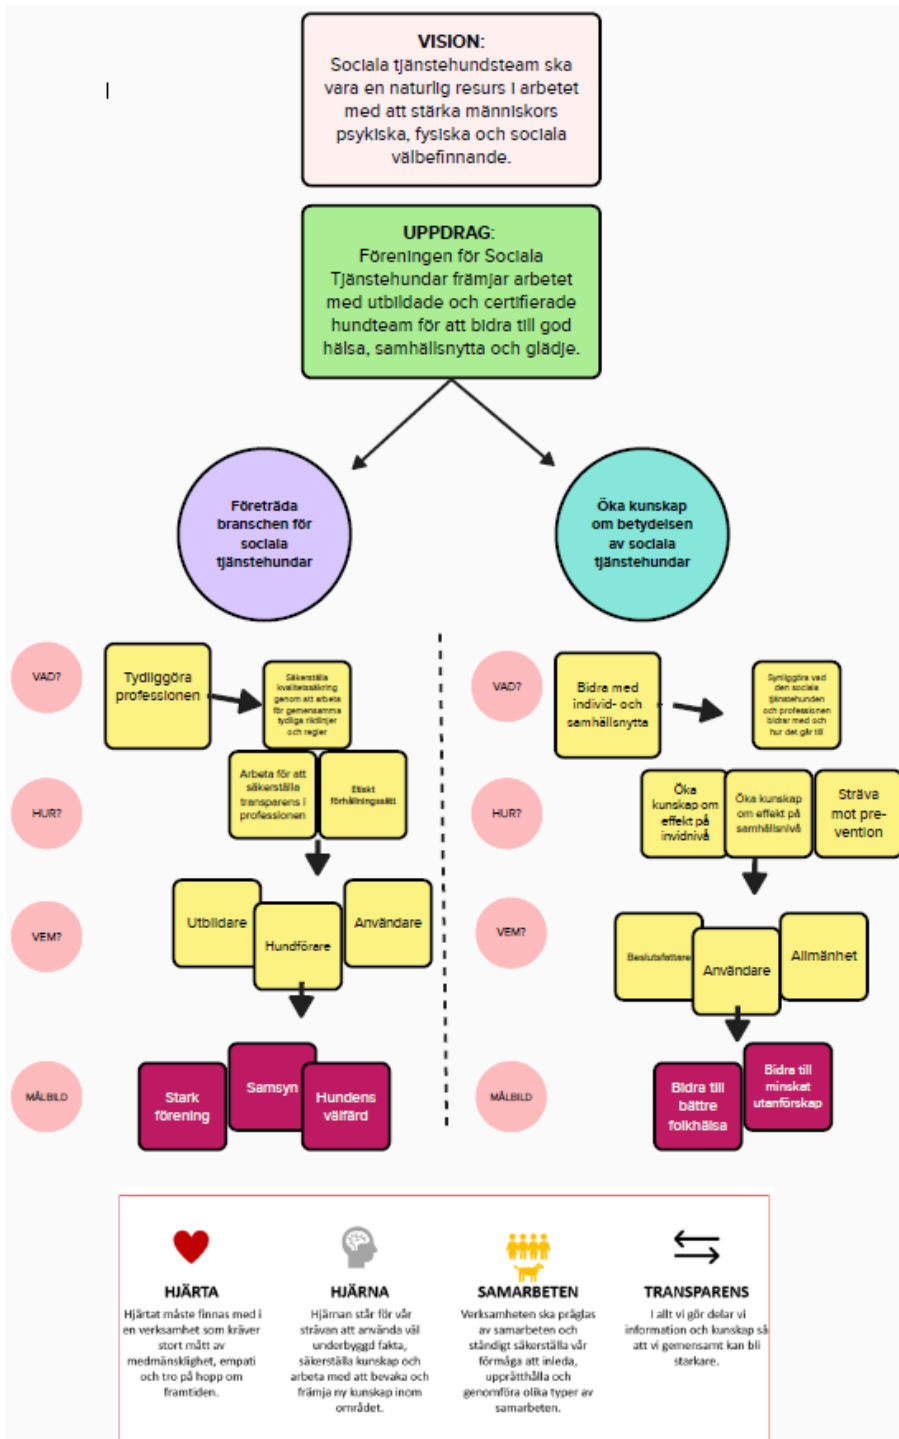 VISION:
Sociala tjänstehundsteam ska
vara en naturlig resurs i arbetet
med att stärka människors
psykiska, fysiska och sociala
välbefinnande.
UPPDRAG:
Föreningen för Sociala
Tjänstehundar främjar arbetet
med utbildade och certifierade
hundteam för att bidra till god
hälsa, samhällsnytta och glädje.
Företräda
branschen för
sociala
tjänstehundar
Öka kunskap
om betydelsen
av sociala
tjänstehundar
VAD?
Tydliggöra
professionen
Säkerställa
kvalitetssäkring
genom att arbeta
för gemensamma
tydliga riktlinjer
och regler
HUR?
Arbeta för att
säkerställa
transparens i
professionen
Etiskt
förhållningssätt
VEM?
Utbildare
Hundförare
Användare
MÅLBILD
Stark
förening
Samsyn
Hundens
välfärd
VAD?
Bidra med
individ- och
samhällsnytta
Synliggöra vad
den sociala
tjänstehunden
och professionen
bidrar med och
hur det går till
HUR?
Öka
kunskap om
effekt på
invidnivå
Öka kunskap
om effekt på
samhällsnivå
Sträva
mot pre-
vention
VEM?
Beslutsfattare
Användare
Allmänhet
MÅLBILD
Bidra till
bättre
folkhälsa
Bidra till
minskat
utanförskap
HJÄRTA
Hjärtat måste finnas med i
en verksamhet som kräver
stort mått av
medmänsklighet, empati
och tro på hopp om
framtiden.
HJÄRNA
Hjärnan står för vår
strävan att använda väl
underbyggd fakta,
säkerställa kunskap och
arbeta med att bevaka och
främja ny kunskap inom
området.
SAMARBETEN
Verksamheten ska präglas
av samarbeten och
ständigt säkerställa vår
förmåga att inleda,
upprätthålla och
genomföra olika typer av
samarbeten.
TRANSPARENS
I allt vi gör delar vi
information och kunskap så
att vi gemensamt kan bli
starkare.